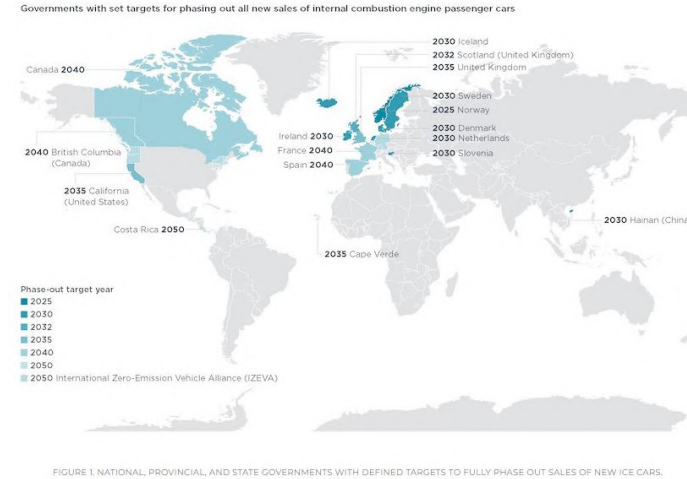 Governments with set targets for phasing out all new sales of internal combustion engine passenger cars
2030 Iceland
2032 Scotland (United Kingdom)
2035 United Kingdom
Canada 2040
2030 Sweden
2025 Norway
2030 Denmark
2030 Netherlands
2030 Slovenia
Ireland 2030
France 2040
Spain 2040
2040 British Columbia
(Canada)
2035 California
(United States)
Costa Rica 2050
2030 Hainan (China
2035 Cape Verde
Phase-out target year
2025
2030
2032
2035
2040
2050
2050 International Zero-Emission Vehicle Alliance (IZEVA)
FIGURE 1. NATIONAL, PROVINCIAL, AND STATE GOVERNMENTS WITH DEFINED TARGETS TO FULLY PHASE OUT SALES OF NEW ICE CARS.